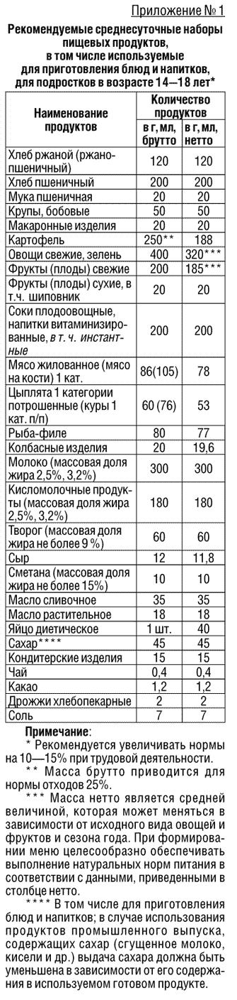 Приложение № 1
Рекомендуемые среднесуточные наборы
пищевых продуктов,
в том числе используемые
для приготовления блюд и напитков,
для подростков в возрасте 14—18 лет*
Наименование продуктов | Количество продуктов
в г, мл, брутто | в г, мл, нетто
Хлеб ржаной (ржано-
пшеничный) 120 120
Хлеб пшеничный 200 200
Мука пшеничная 20 20
Крупы, бобовые 50 50
Макаронные изделия 20 20
Картофель 250** 188
Овощи свежие, зелень 400 320***
Фрукты (плоды) свежие 200 185***
Фрукты (плоды) сухие, в
т.ч. шиповник 20 20
Соки плодоовощные,
напитки витаминизиро-
ванные, в т. ч. инстант-
ные 200 200
Мясо жилованное (мясо
на кости) 1 кат. 86(105) 78
Цыплята 1 категории
потрошенные (куры 1
кат. п/п) 60 (76) 53
Рыба-филе 80 77
Колбасные изделия 20 19,6
Молоко (массовая доля
жира 2,5%, 3,2%) 300 300
Кисломолочные продук-
ты (массовая доля жира
2,5%, 3,2%) 180 180
Творог (массовая доля
жира не более 9 %) 60 60
Сыр 12 11,8
Сметана (массовая доля
жира не более 15%) 10 10
Масло сливочное 35 35
Масло растительное 18 18
Яйцо диетическое 1 шт. 40
Сахар**** 45 45
Кондитерские изделия 15 15
Чай 0,4 0,4
Какао 1,2 1,2
Дрожжи хлебопекарные 2 2
Соль 7 7
Примечание:
* Рекомендуется увеличивать нормы
на 10—15% при трудовой деятельности.
** Масса брутто приводится для
нормы отходов 25%.
*** Масса нетто является средней
величиной, которая может меняться в
зависимости от исходного вида овощей и
фруктов и сезона года. При формирова-
нии меню целесообразно обеспечивать
выполнение натуральных норм питания в
соответствии с данными, приведенными в
столбце нетто.
**** В том числе для приготовления
блюд и напитков; в случае использования
продуктов промышленного выпуска,
содержащих сахар (сгущенное молоко,
кисели и др.) выдача сахара должна быть
уменьшена в зависимости от его содержа-
ния в используемом готовом продукте.